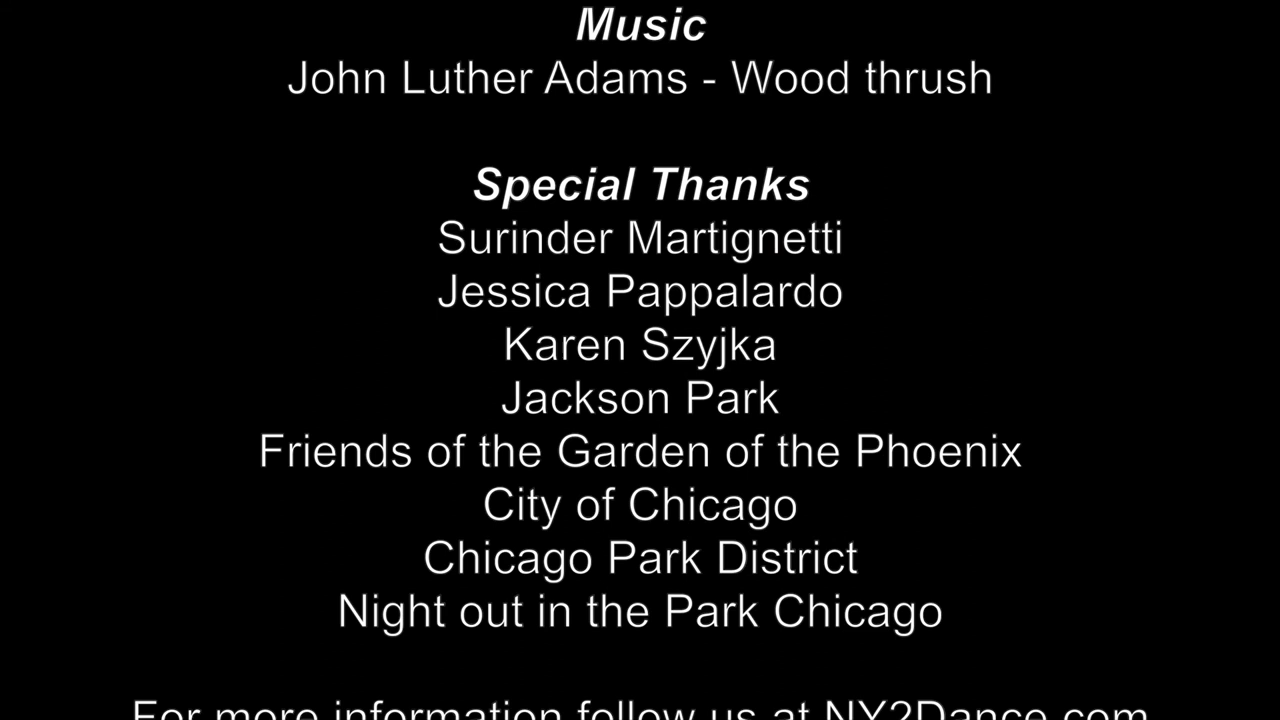 Music
John Luther Adams - Wood thrush
Special Thanks
Surinder Martignetti
Jessica Pappalardo
Karen Szyjka
Jackson Park
Friends of the Garden of the Phoenix
City of Chicago
Chicago Park District
Night out in the Park Chicago
For more information follow us at NY2Dance.com